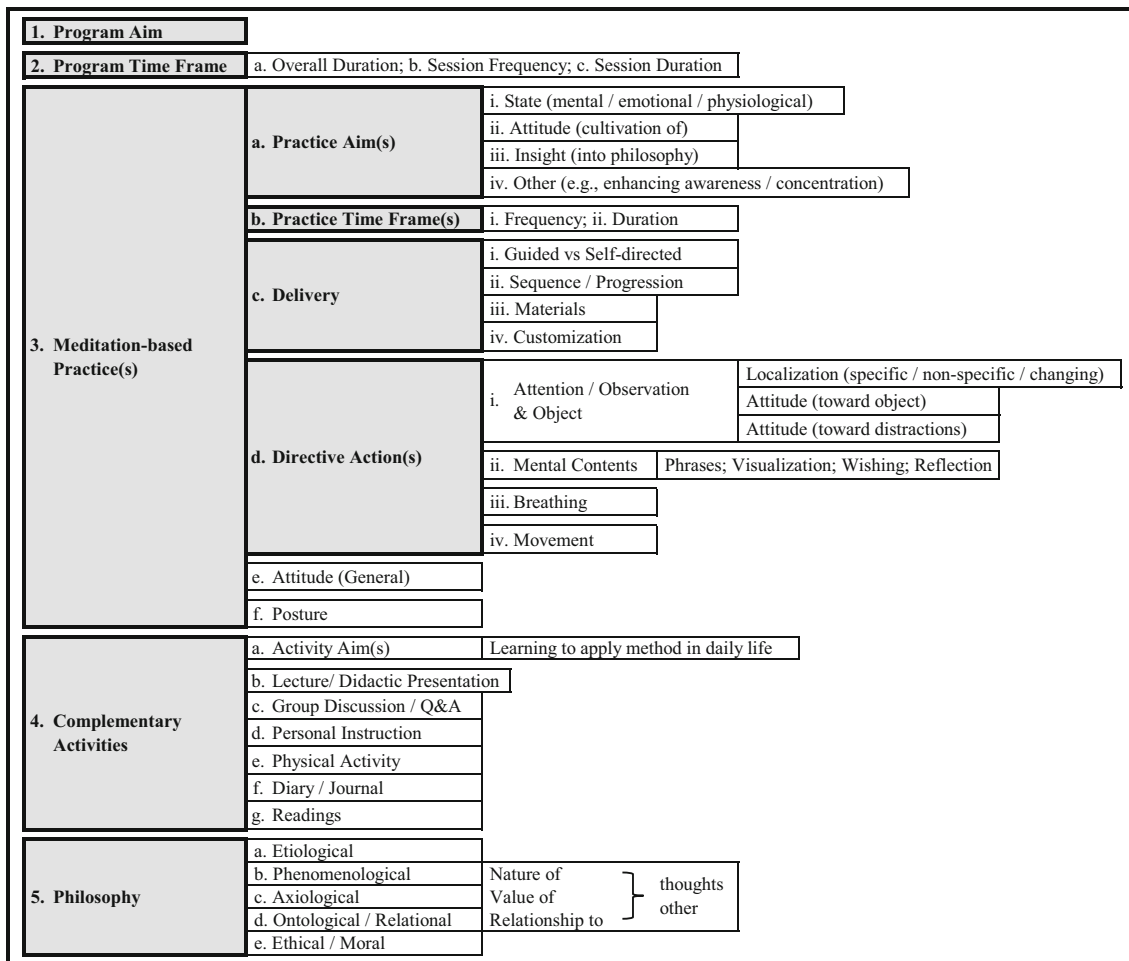 1. Program Aim
2. Program Time Frame a. Overall Duration; b. Session Frequency; c. Session Duration
3. Meditation-based
Practice(s)
a. Practice Aim(s)
i. State (mental / emotional / physiological)
ii. Attitude (cultivation of)
iii. Insight (into philosophy)
iv. Other (e.g., enhancing awareness / concentration)
b. Practice Time Frame(s) i. Frequency; ii. Duration
c. Delivery
i. Guided vs Self-directed
ii. Sequence / Progression
iii. Materials
iv. Customization
d. Directive Action(s)
i. Attention / Observation
& Object
Localization (specific / non-specific / changing)
Attitude (toward object)
Attitude (toward distractions)
ii. Mental Contents Phrases; Visualization; Wishing; Reflection
iii. Breathing
iv. Movement
e. Attitude (General)
f. Posture
4. Complementary
Activities
a. Activity Aim(s) Learning to apply method in daily life
b. Lecture/ Didactic Presentation
c. Group Discussion / Q&A
d. Personal Instruction
e. Physical Activity
f. Diary / Journal
g. Readings
5. Philosophy
a. Etiological
b. Phenomenological Nature of
c. Axiological Value of
d. Ontological / Relational Relationship to
thoughts
other
e. Ethical / Moral